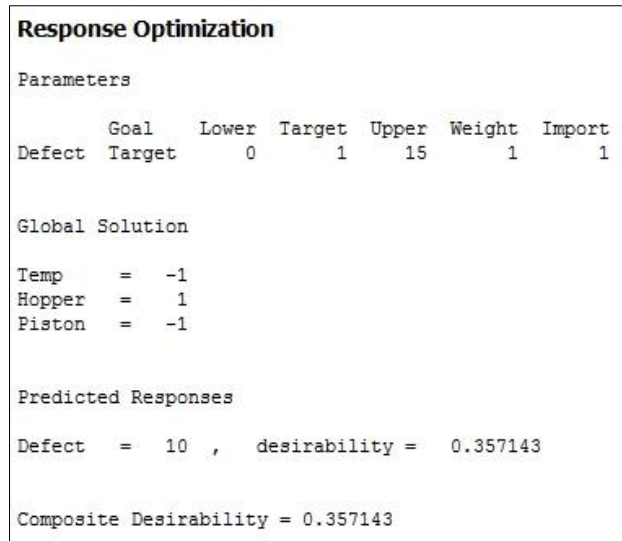 Response Optimization
Parameters
Goal Lower Target Upper Weight Import
Defect Target 0 1 15 1 1
Global Solution
Temp = -1
Hopper = 1
Piston = -1
Predicted Responses
Defect = 10 , desirability = 0.357143
Composite Desirability = 0.357143